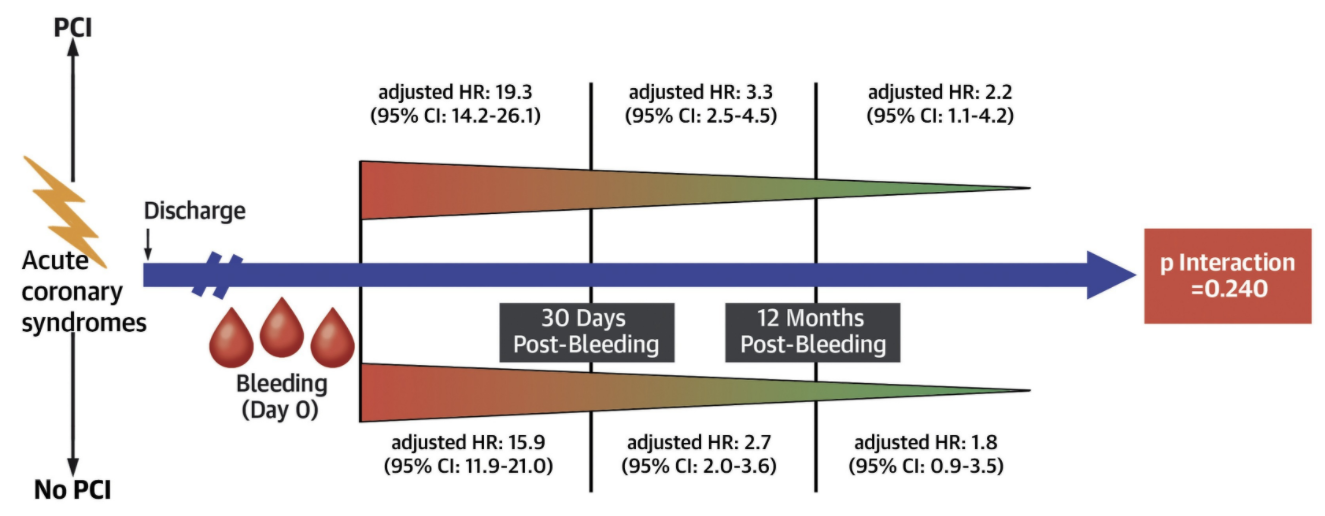 PCI
adjusted HR: 19.3
(95% CI: 14.2-26.1)
adjusted HR: 3.3
(95% CI: 2.5-4.5)
adjusted HR: 2.2
(95% CI: 1.1-4.2)
Discharge
Acute
coronary
syndromes
p Interaction
=0.240
30 Days
Post-Bleeding
12 Months
Post-Bleeding
Bleeding
(Day 0)
adjusted HR: 15.9
(95% CI: 11.9-21.0)
adjusted HR: 2.7
(95% CI: 2.0-3.6)
adjusted HR: 1.8
(95% CI: 0.9-3.5)
No PCI